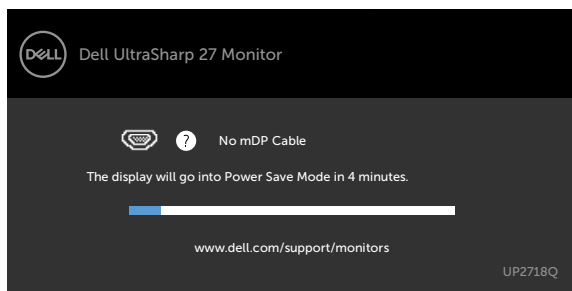 DELL Dell UltraSharp 27 Monitor
? No mDP Cable
The display will go into Power Save Mode in 4 minutes.
www.dell.com/support/monitors
UP2718Q